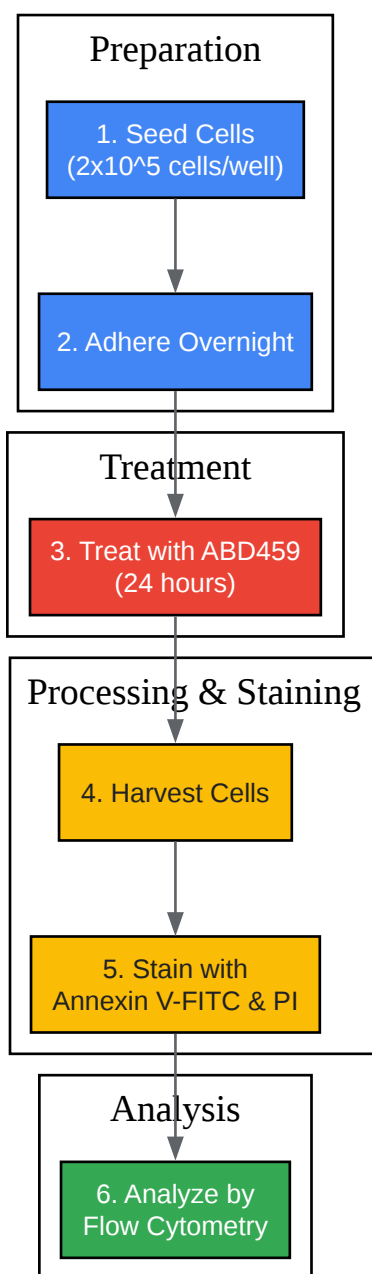 Preparation
1. Seed Cells
(2x10^5 cells/well)
2. Adhere Overnight
Treatment
3. Treat with ABD459
(24 hours)
Processing & Staining
4. Harvest Cells
5. Stain with
Annexin V-FITC & PI
Analysis
6. Analyze by
Flow Cytometry